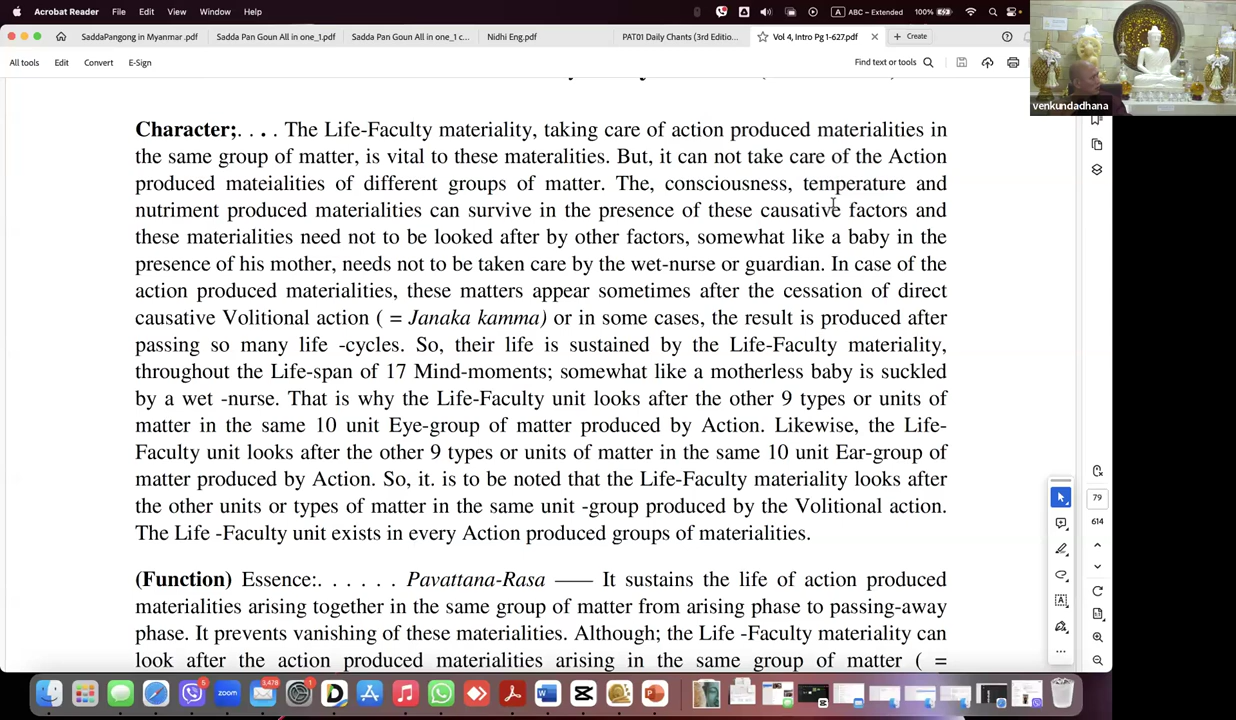 Acrobat Reader File Edit View Window Help A ABC – Extended 100%
SaddaPangong in Myanmar .pdf Sadda Pan Goun All in one_1.pdf Sadda Pan Goun All in one_1 c... Nidhi Eng.pdf PAT01 Daily Chants (3rd Editio... Vol 4, Intro Pg 1-627.pdf Create
All tools Edit Convert E-Sign Find text or tools
venkundadhana
Character;. . . . The Life-Faculty materiality, taking care of action produced materialities in
the same group of matter, is vital to these materalities. But, it can not take care of the Action
produced mateialities of different groups of matter. The, consciousness, temperature and
nutriment produced materialities can survive in the presence of these causative factors and
these materialities need not to be looked after by other factors, somewhat like a baby in the
presence of his mother, needs not to be taken care by the wet-nurse or guardian. In case of the
action produced materialities, these matters appear sometimes after the cessation of direct
causative Volitional action ( = Janaka kamma) or in some cases, the result is produced after
passing so many life -cycles. So, their life is sustained by the Life-Faculty materiality,
throughout the Life-span of 17 Mind-moments; somewhat like a motherless baby is suckled
by a wet -nurse. That is why the Life-Faculty unit looks after the other 9 types or units of
matter in the same 10 unit Eye-group of matter produced by Action. Likewise, the Life-
Faculty unit looks after the other 9 types or units of matter in the same 10 unit Ear-group of
matter produced by Action. So, it. is to be noted that the Life-Faculty materiality looks after
the other units or types of matter in the same unit -group produced by the Volitional action.
The Life -Faculty unit exists in every Action produced groups of materialities.
(Function) Essence:. . . . . . Pavattana-Rasa —— It sustains the life of action produced
materialities arising together in the same group of matter from arising phase to passing-away
phase. It prevents vanishing of these materialities. Although; the Life -Faculty materiality can
look after the action produced materialities arising in the same group of matter ( =
79
614
5 zoom 3,478 1